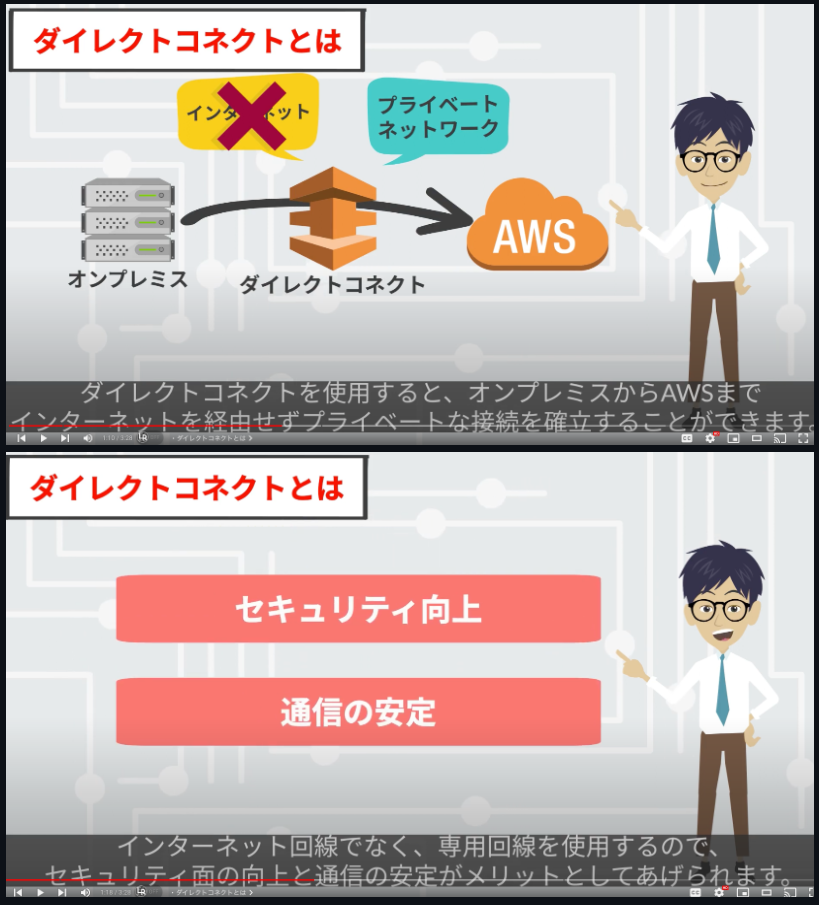 ダイレクトコネクトとは
インターネット
プライベート
ネットワーク
AWS
オンプレミス
ダイレクトコネクト
ダイレクトコネクトを使用すると、オンプレミスからAWSまで
インターネットを経由せずプライベートな接続を確立することができます。
1:10 / 3:28 ・ダイレクトコネクトとは
ダイレクトコネクトとは
セキュリティ向上
通信の安定
インターネット回線でなく、専用回線を使用するので、
セキュリティ面の向上と通信の安定がメリットとしてあげられます。
1:18 / 3:28 ・ダイレクトコネクトとは